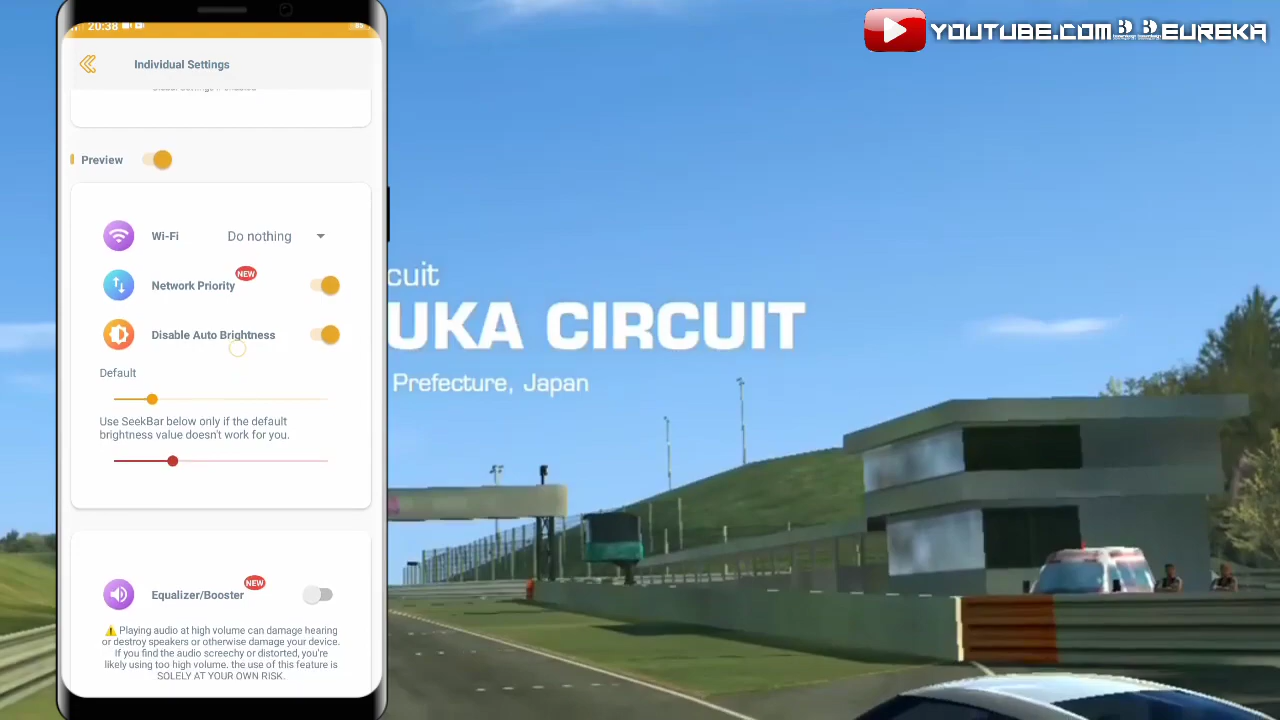 20:38
85
YOUTUBE.COM
EUREKA
Individual Settings
Preview
Wi-Fi
Do nothing
Network Priority
NEW
Disable Auto Brightness
Default
Use SeekBar below only if the default
brightness value doesn't work for you.
Equalizer/Booster
NEW
⚠ Playing audio at high volume can damage hearing
or destroy speakers or otherwise damage your device.
If you find the audio screechy or distorted, you're
likely using too high volume. the use of this feature is
SOLELY AT YOUR OWN RISK.
cuit
UKA CIRCUIT
Prefecture, Japan